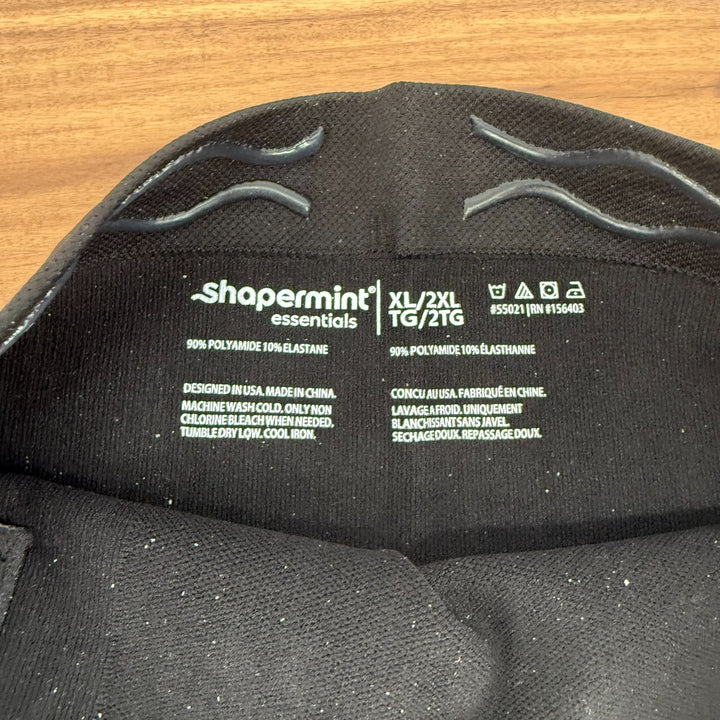 Shapermint®
essentials
XL/2XL
TG/2TG
#55021 | RN #156403
90% POLYAMIDE 10% ELASTANE
90% POLYAMIDE 10% ÉLASTHANNE
DESIGNED IN USA. MADE IN CHINA.
MACHINE WASH COLD. ONLY NON
CHLORINE BLEACH WHEN NEEDED.
TUMBLE DRY LOW. COOL IRON.
CONCU AU USA. FABRIQUÉ EN CHINE.
LAVAGE A FROID. UNIQUEMENT
BLANCHISSANT SANS JAVEL.
SECHAGE DOUX. REPASSAGE DOUX.